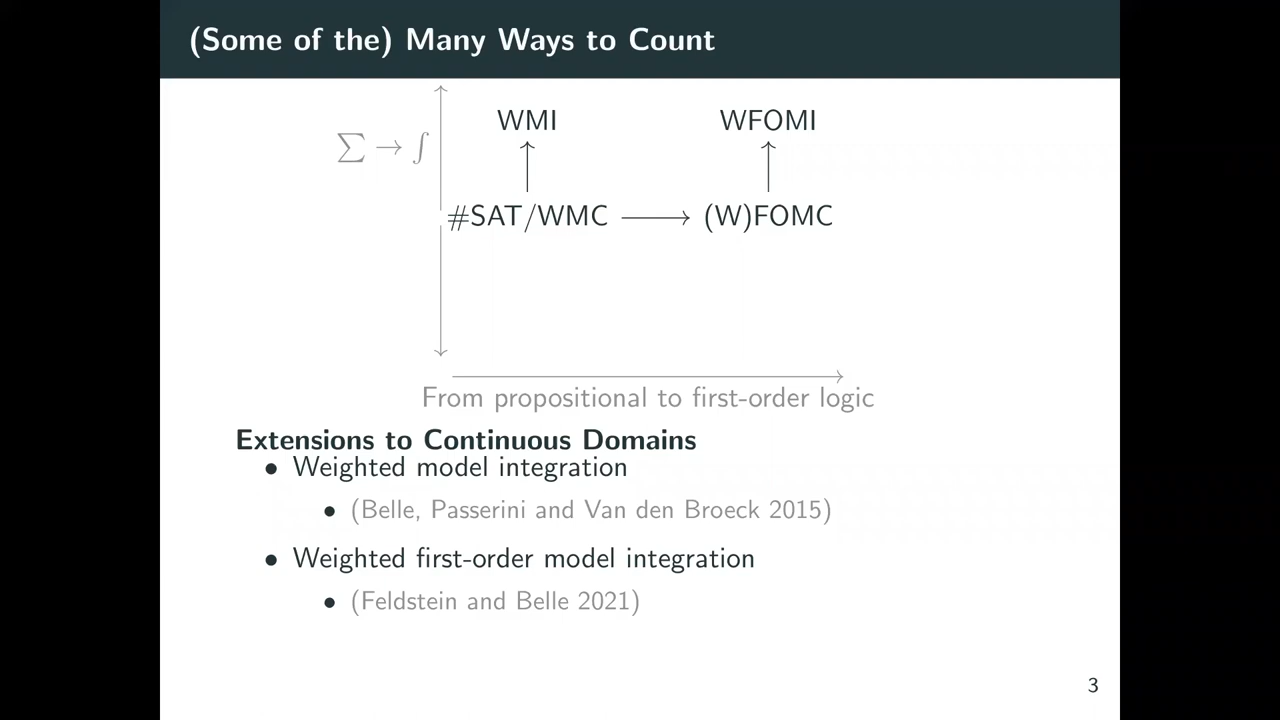 (Some of the) Many Ways to Count
WMI WFOMI
∑ → ∫
#SAT/WMC (W)FOMC
From propositional to first-order logic
Extensions to Continuous Domains
• Weighted model integration
• (Belle, Passerini and Van den Broeck 2015)
• Weighted first-order model integration
• (Feldstein and Belle 2021)
3